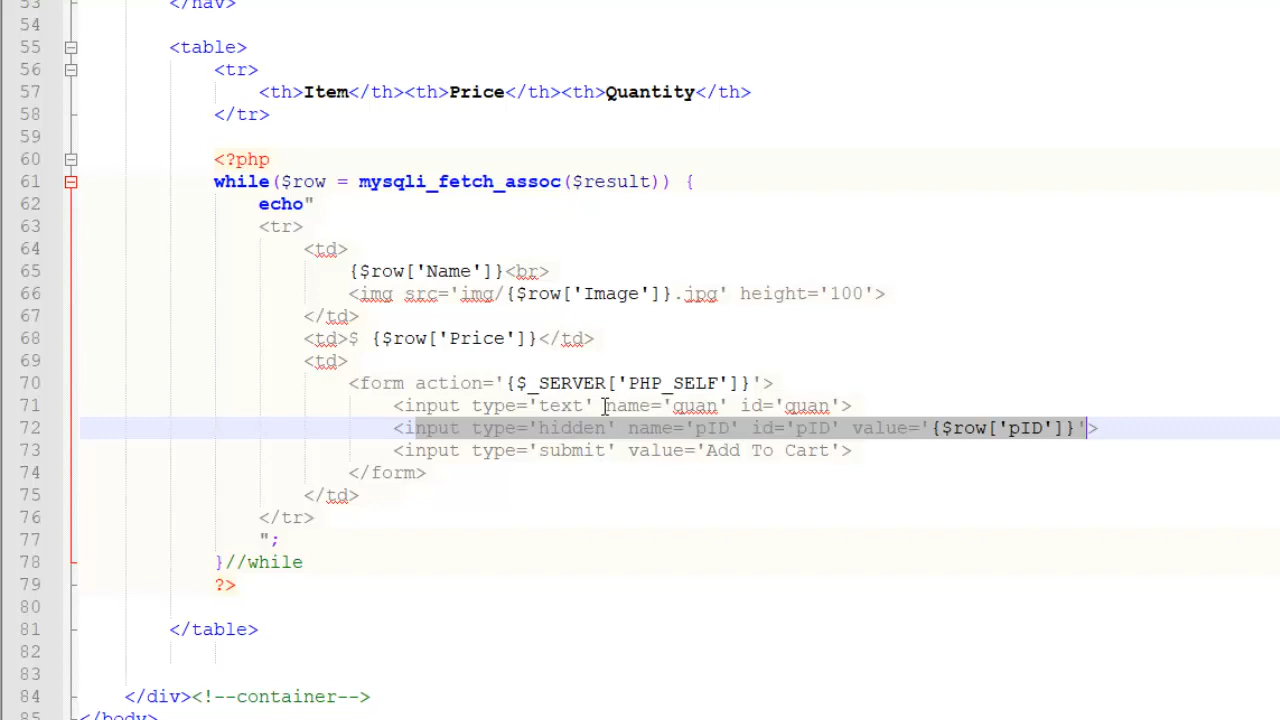 53 </nav>
54
55 <table>
56 <tr>
57 <th>Item</th><th>Price</th><th>Quantity</th>
58 </tr>
59
60 <?php
61 while($row = mysqli_fetch_assoc($result)) {
62 echo"
63 <tr>
64 <td>
65 {$row['Name']}<br>
66 <img src='img/{$row['Image']}.jpg' height='100'>
67 </td>
68 <td>$ {$row['Price']}</td>
69 <td>
70 <form action='{$_SERVER['PHP_SELF']}'>
71 <input type='text' name='quan' id='quan'>
72 <input type='hidden' name='pID' id='pID' value='{$row['pID']}'>
73 <input type='submit' value='Add To Cart'>
74 </form>
75 </td>
76 </tr>
77 ";
78 }//while
79 ?>
80
81 </table>
82
83
84 </div><!--container-->
85 </body>